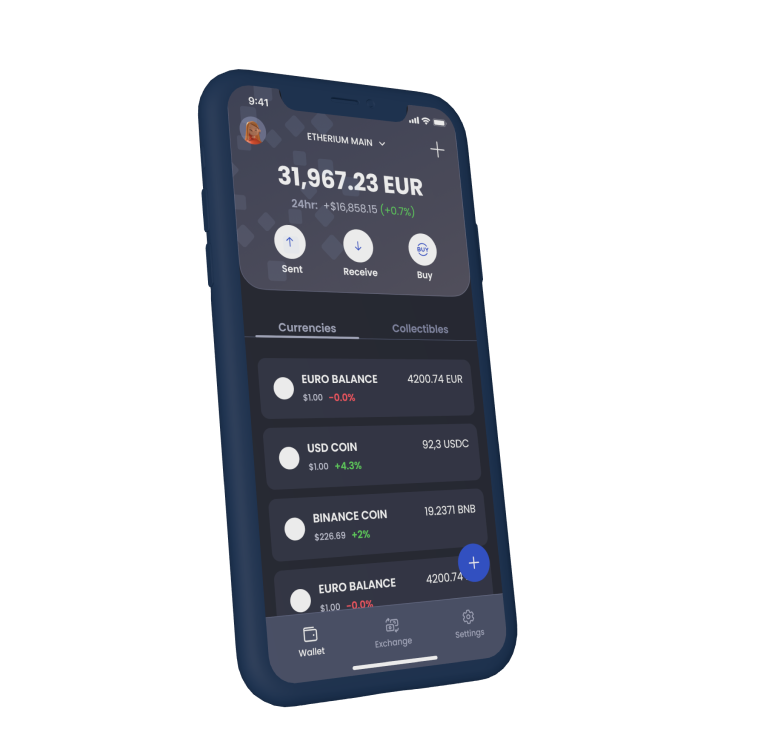 9:41
ETHERIUM MAIN
31,967.23 EUR
24hr: +$16,858.15 (+0.7%)
BUY
Sent Receive Buy
Currencies Collectibles
EURO BALANCE 4200.74 EUR
$1.00 -0.0%
USD COIN 92,3 USDC
$1.00 +4.3%
BINANCE COIN 19.2371 BNB
$226.69 +2%
EURO BALANCE 4200.74
$1.00 -0.0%
Wallet Exchange Settings